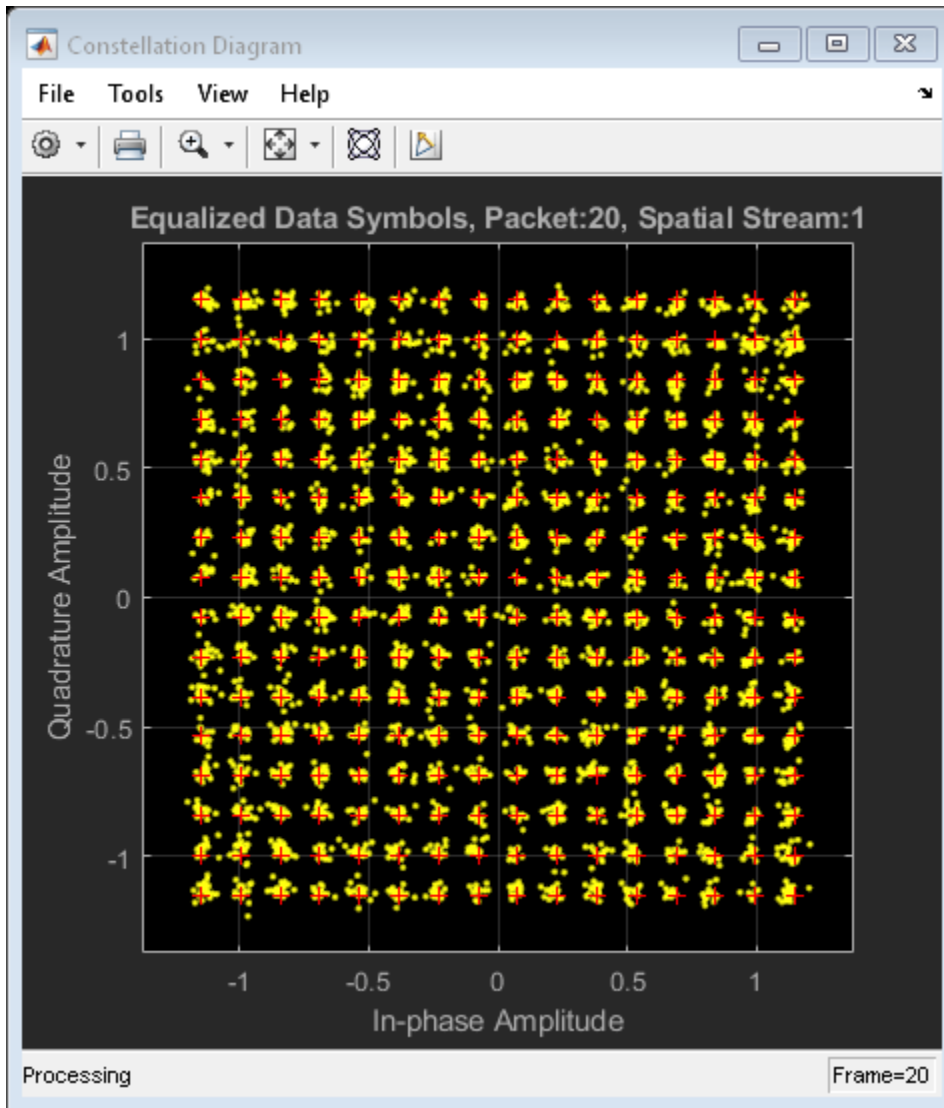 Constellation Diagram
File Tools View Help
Equalized Data Symbols, Packet:20, Spatial Stream:1
Quadrature Amplitude
1
0.5
0
-0.5
-1
-1 -0.5 0 0.5 1
In-phase Amplitude
Processing Frame=20